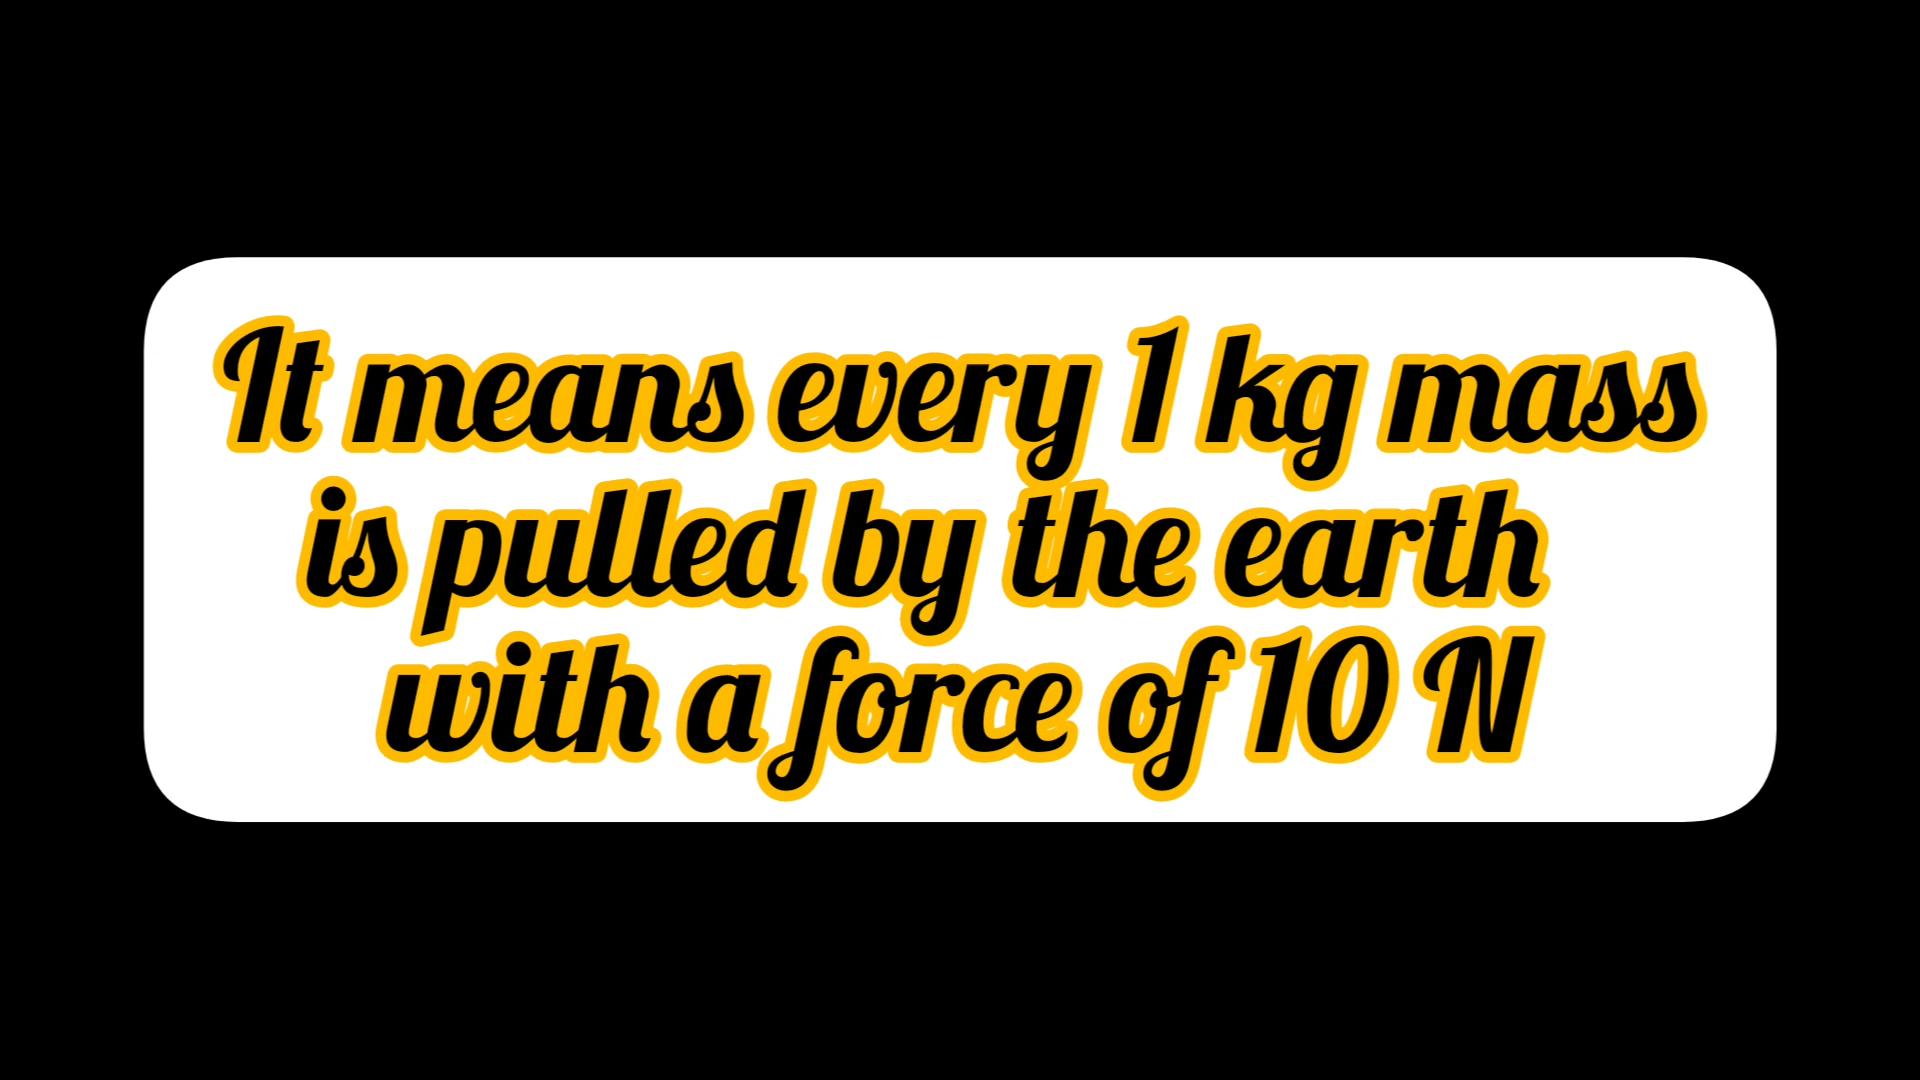 It means every 1 kg mass
is pulled by the earth
with a force of 10 N